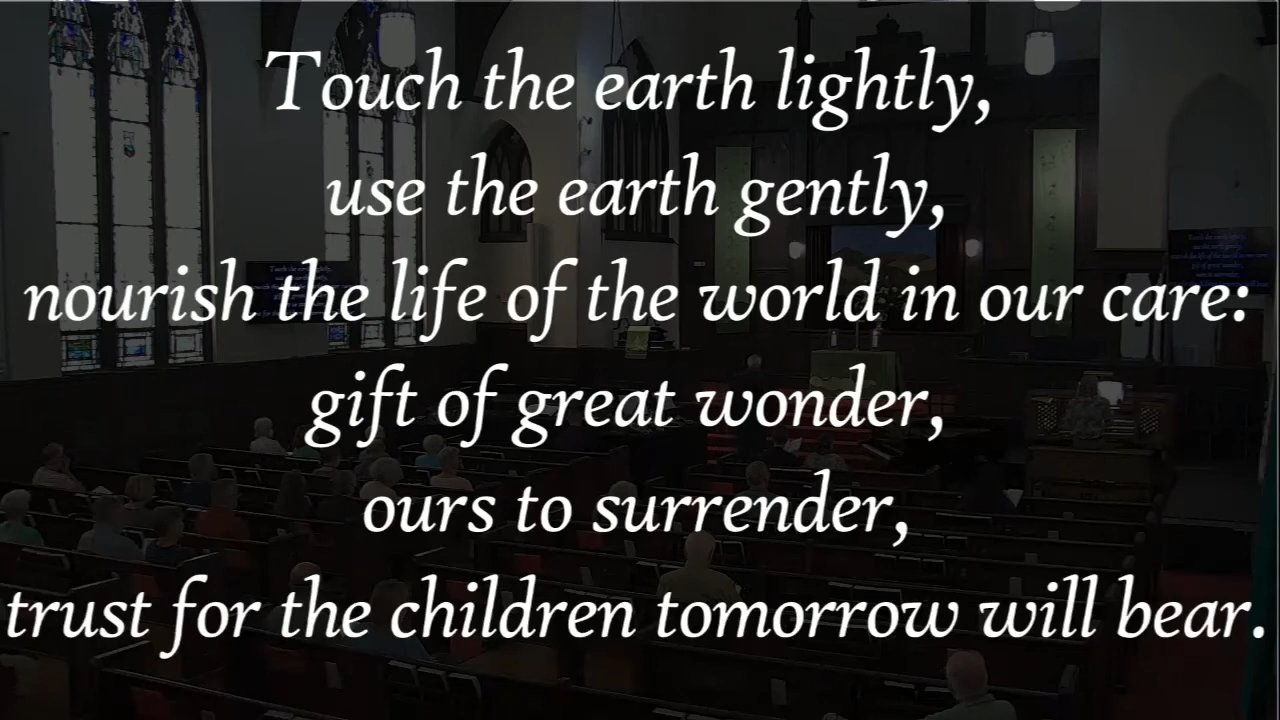 Touch the earth lightly,
use the earth gently,
nourish the life of the world in our care:
gift of great wonder,
ours to surrender,
trust for the children tomorrow will bear.